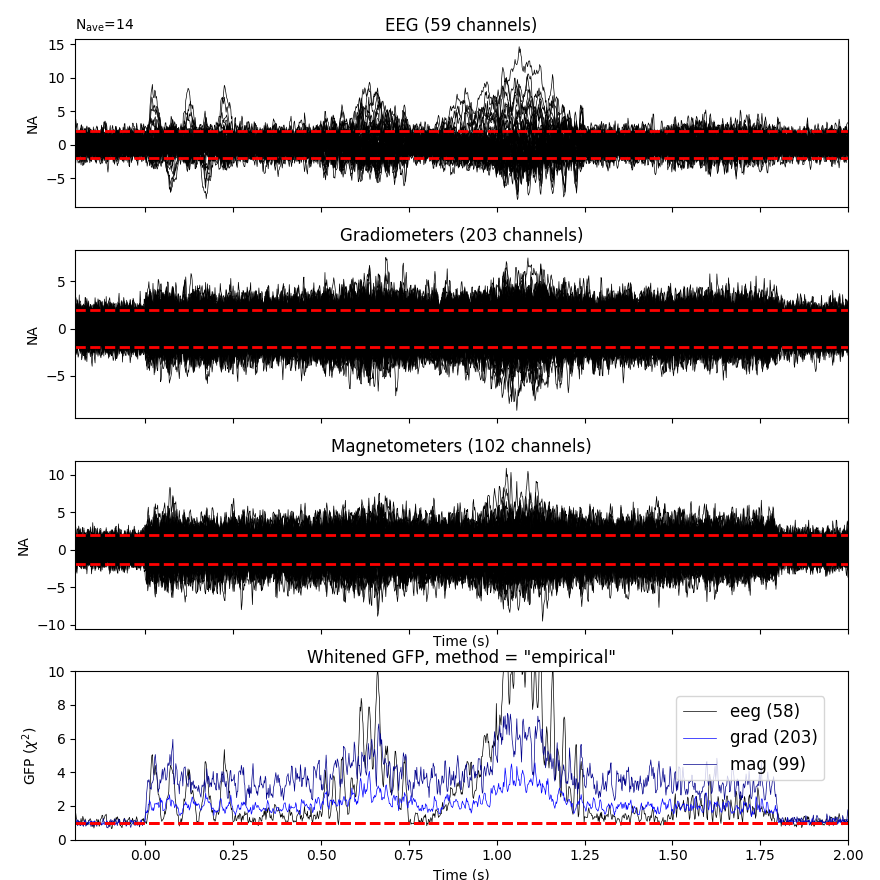 Nave=14
EEG (59 channels)
15
10
5
0
−5
NA
Gradiometers (203 channels)
5
0
−5
NA
Magnetometers (102 channels)
10
5
0
−5
−10
NA
Time (s)
Whitened GFP, method = "empirical"
10
8
6
4
2
0
GFP (χ²)
eeg (58)
grad (203)
mag (99)
0.00 0.25 0.50 0.75 1.00 1.25 1.50 1.75 2.00
Time (s)